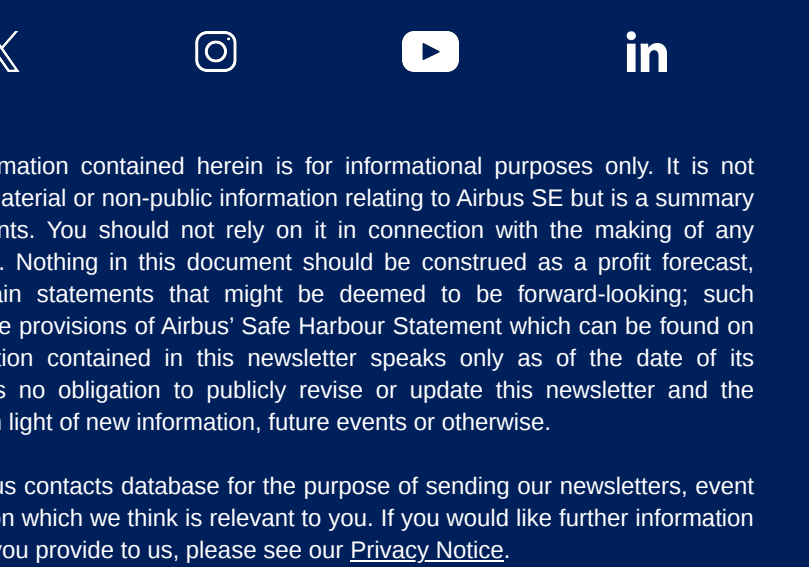 contained herein is for informational purposes only. It is not
or non-public information relating to Airbus SE but is a summary
You should not rely on it in connection with the making of any
. Nothing in this document should be construed as a profit forecast,
statements that might be deemed to be forward-looking; such
provisions of Airbus’ Safe Harbour Statement which can be found on
contained in this newsletter speaks only as of the date of its
no obligation to publicly revise or update this newsletter and the
light of new information, future events or otherwise.
contacts database for the purpose of sending our newsletters, event
which we think is relevant to you. If you would like further information
you provide to us, please see our Privacy Notice.